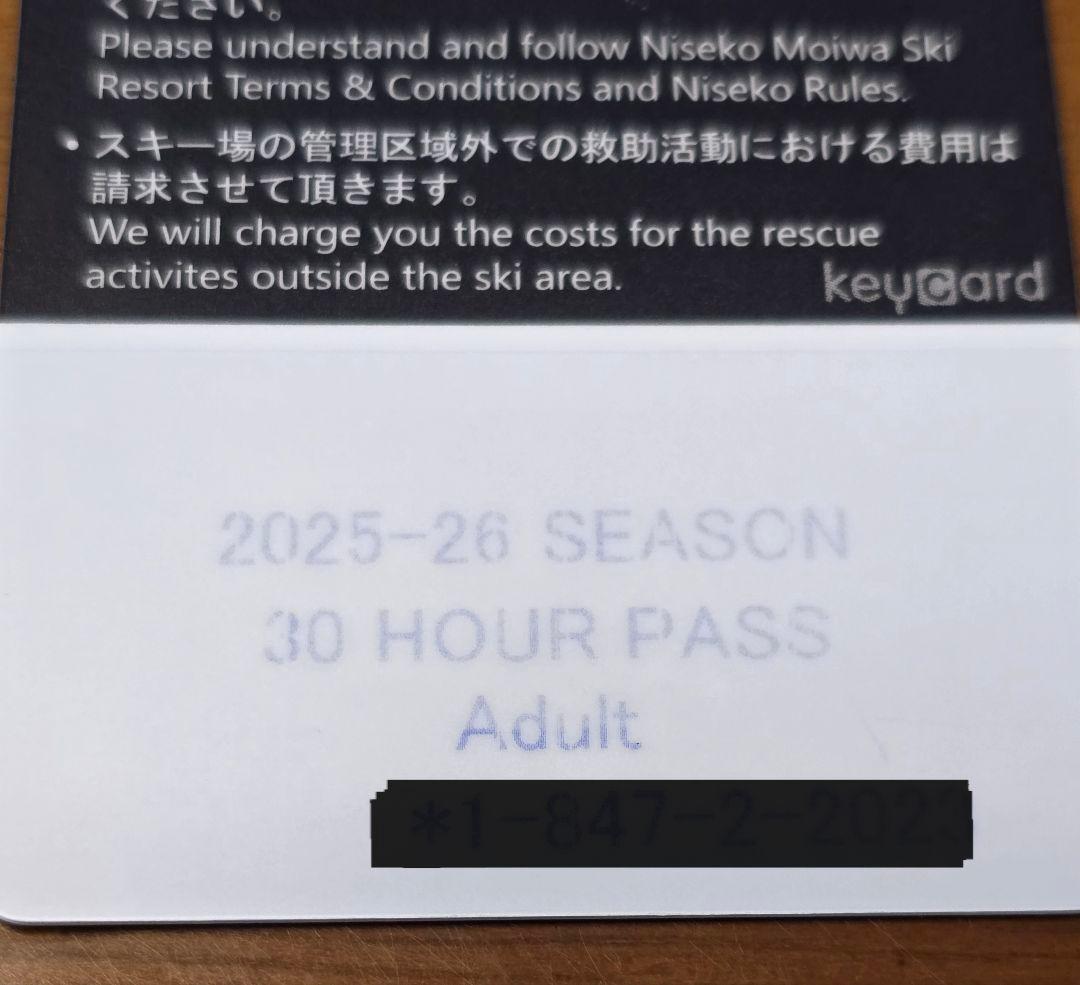 ください。
Please understand and follow Niseko Moiwa Ski
Resort Terms & Conditions and Niseko Rules.
・スキー場の管理区域外での救助活動における費用は
請求させて頂きます。
We will charge you the costs for the rescue
activites outside the ski area.
keycard
2025-26 SEASON
30 HOUR PASS
Adult